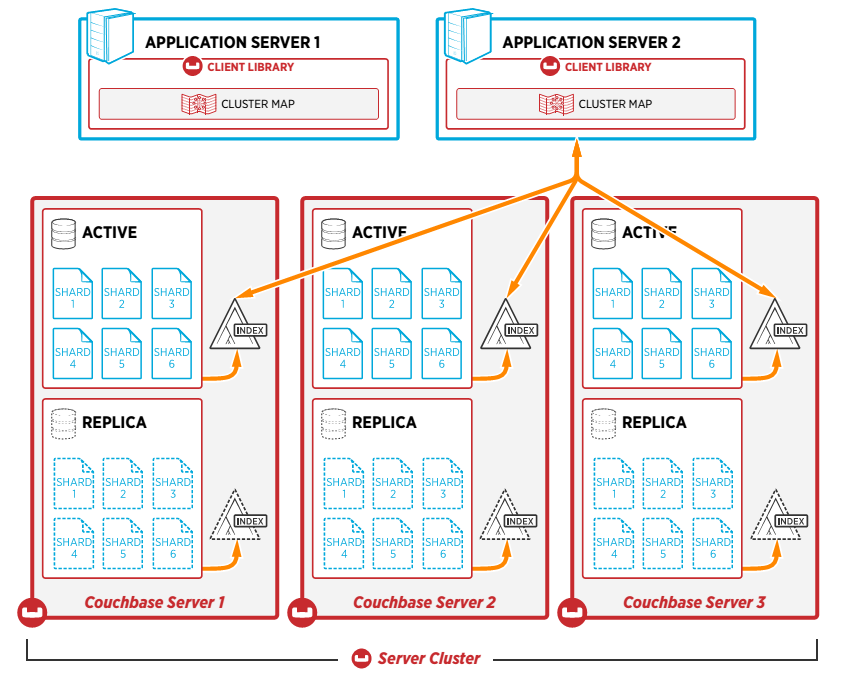 APPLICATION SERVER 1
CLIENT LIBRARY
CLUSTER MAP
APPLICATION SERVER 2
CLIENT LIBRARY
CLUSTER MAP
ACTIVE
SHARD
1
SHARD
2
SHARD
3
SHARD
4
SHARD
5
SHARD
6
INDEX
REPLICA
SHARD
1
SHARD
2
SHARD
3
SHARD
4
SHARD
5
SHARD
6
INDEX
Couchbase Server 1
ACTIVE
SHARD
1
SHARD
2
SHARD
3
SHARD
4
SHARD
5
SHARD
6
INDEX
REPLICA
SHARD
1
SHARD
2
SHARD
3
SHARD
4
SHARD
5
SHARD
6
INDEX
Couchbase Server 2
ACTIVE
SHARD
1
SHARD
2
SHARD
3
SHARD
4
SHARD
5
SHARD
6
INDEX
REPLICA
SHARD
1
SHARD
2
SHARD
3
SHARD
4
SHARD
5
SHARD
6
INDEX
Couchbase Server 3
Server Cluster